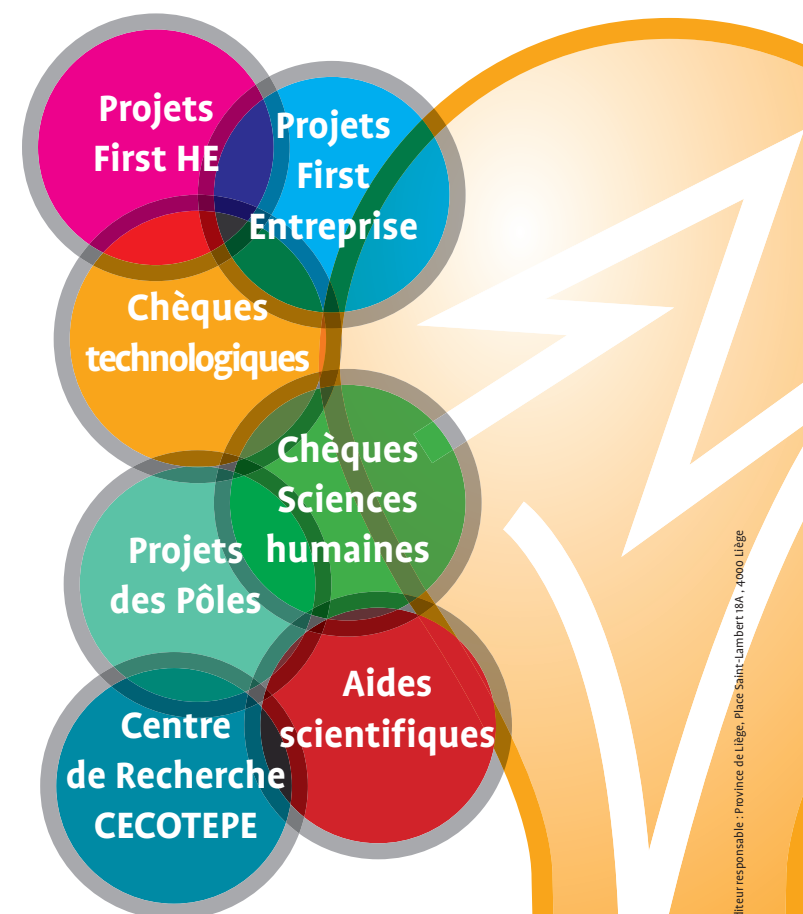 Projets
First HE
Projets
First
Entreprise
Chèques
technologiques
Chèques
Sciences
humaines
Projets
des Pôles
Aides
scientifiques
Centre
de Recherche
CECOTEPE
responsable : Province de Liège, Place Saint-Lambert 18A , 4000 Liège